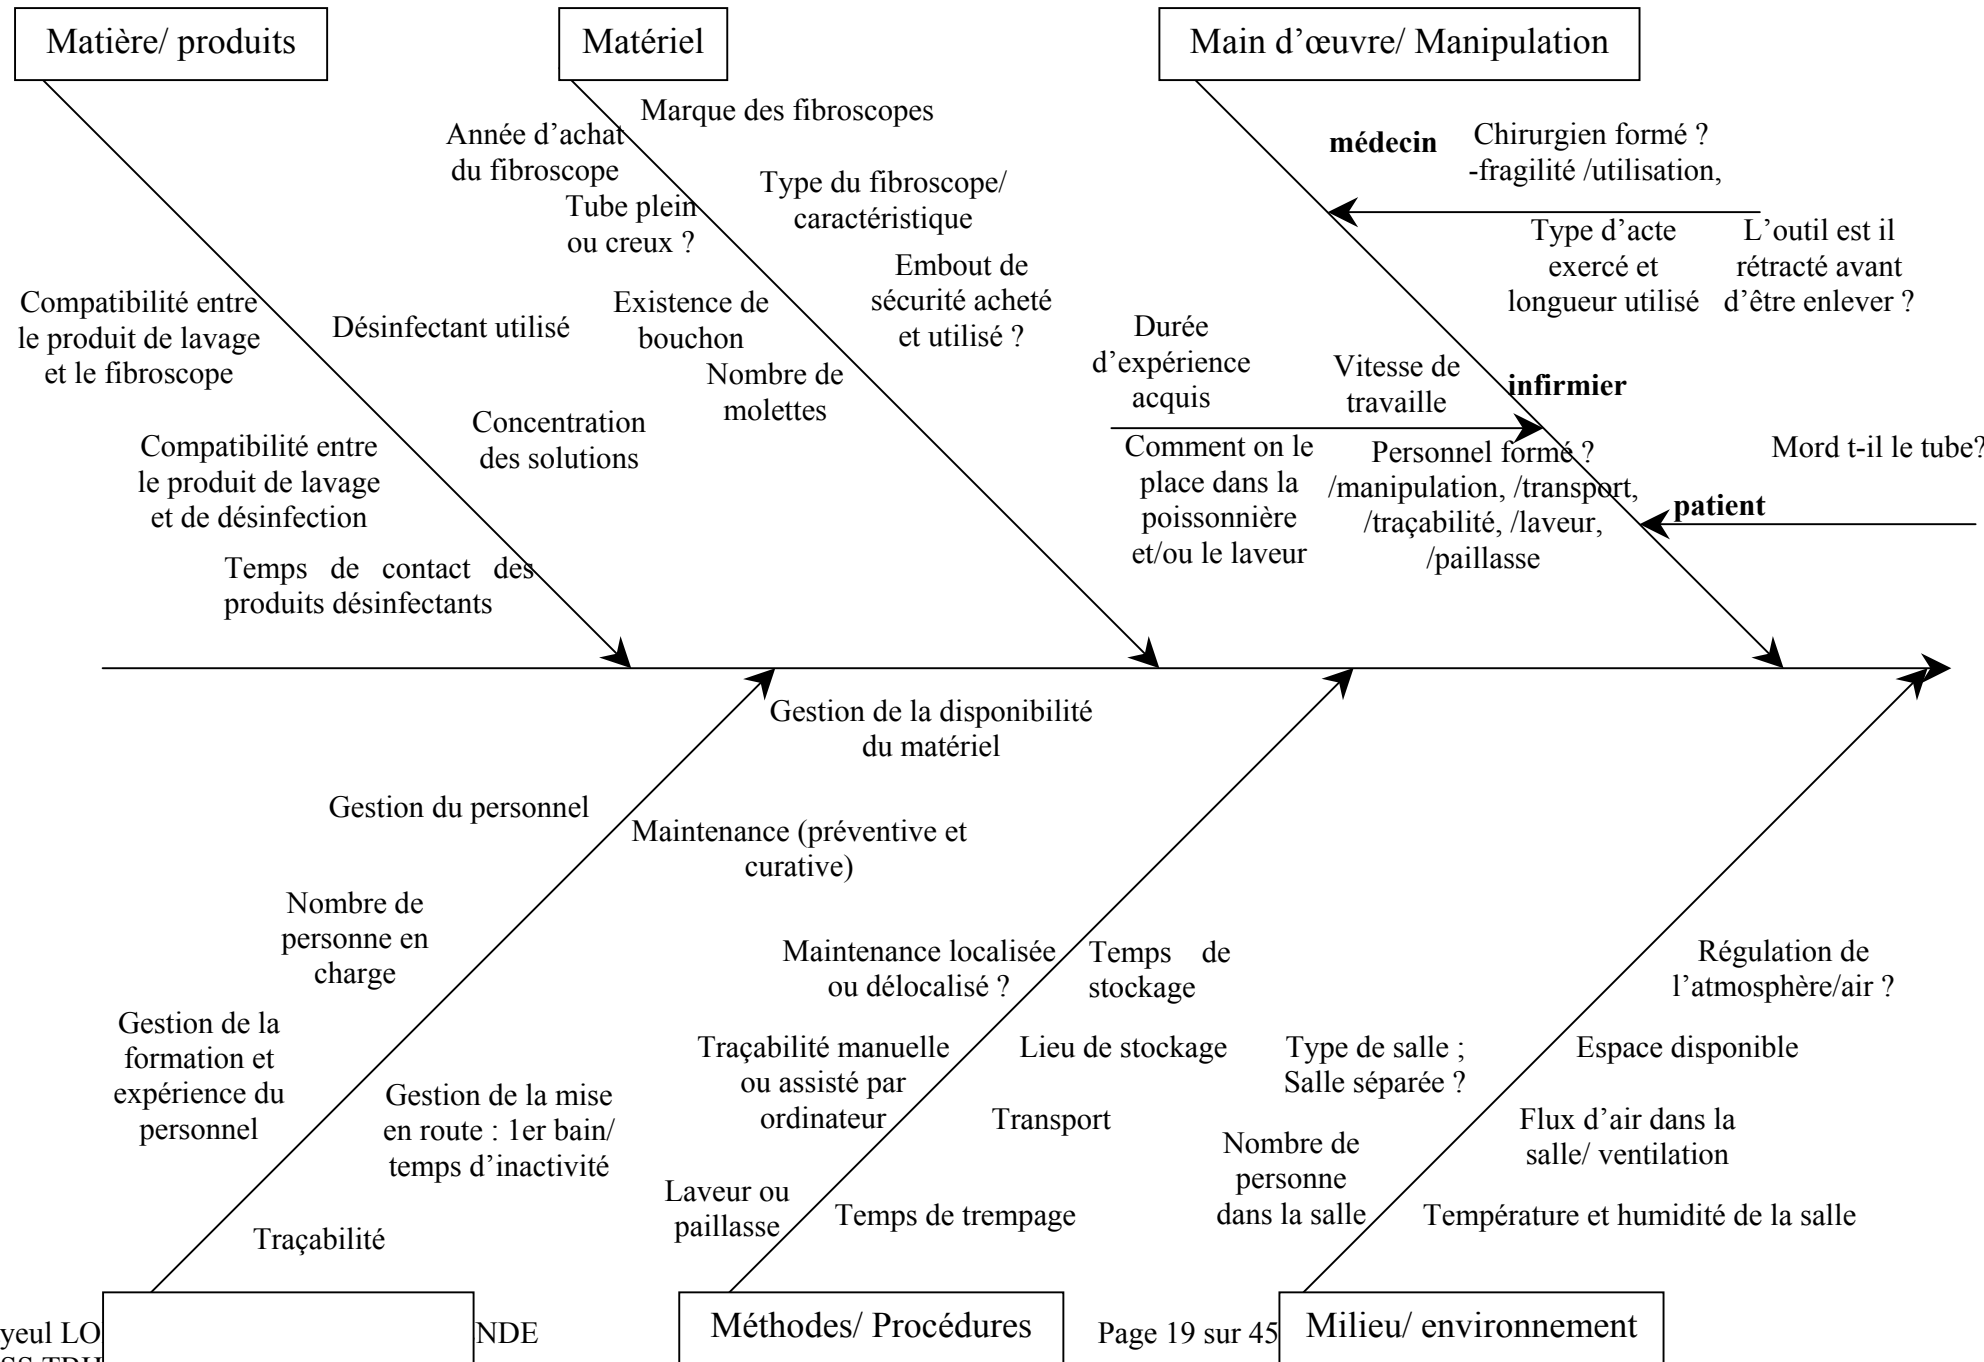 Matière/ produits
Matériel
Main d'œuvre/ Manipulation
Compatibilité entre
le produit de lavage
et le fibroscope
Désinfectant utilisé
Compatibilité entre
le produit de lavage
et de désinfection
Concentration
des solutions
Temps de contact des
produits désinfectants
Marque des fibroscopes
Année d'achat
du fibroscope
Type du fibroscope/
caractéristique
Tube plein
ou creux ?
Embout de
sécurité acheté
et utilisé ?
Existence de
bouchon
Nombre de
molettes
médecin
Chirurgien formé ?
-fragilité /utilisation,
Type d'acte
exercé et
longueur utilisé
L'outil est il
rétracté avant
d'être enlever ?
Durée
d'expérience
acquis
Vitesse de
travaille
infirmier
Comment on le
place dans la
poissonnière
et/ou le laveur
Personnel formé ?
/manipulation, /transport,
/traçabilité, /laveur,
/paillasse
Mord t-il le tube?
patient
Gestion de la disponibilité
du matériel
Gestion du personnel
Maintenance (préventive et
curative)
Nombre de
personne en
charge
Gestion de la
formation et
expérience du
personnel
Gestion de la mise
en route : 1er bain/
temps d'inactivité
Traçabilité
Maintenance localisée
ou délocalisé ?
Temps de
stockage
Traçabilité manuelle
ou assisté par
ordinateur
Lieu de stockage
Transport
Laveur ou
paillasse
Temps de trempage
Régulation de
l'atmosphère/air ?
Type de salle ;
Salle séparée ?
Espace disponible
Flux d'air dans la
salle/ ventilation
Nombre de
personne
dans la salle
Température et humidité de la salle
yeul LO
NDE
Méthodes/ Procédures
Page 19 sur 45
Milieu/ environnement